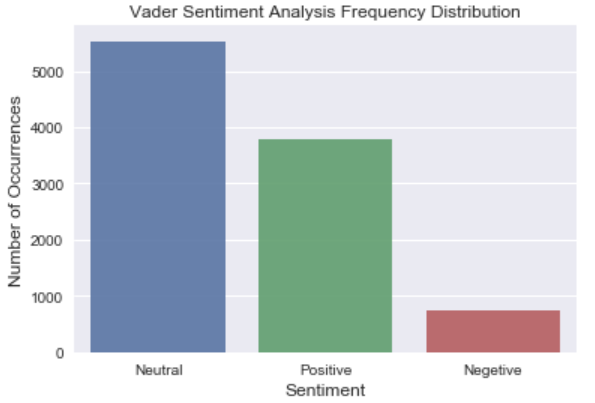 Vader Sentiment Analysis Frequency Distribution
Number of Occurrences
5000
4000
3000
2000
1000
0
Neutral Positive Negetive
Sentiment